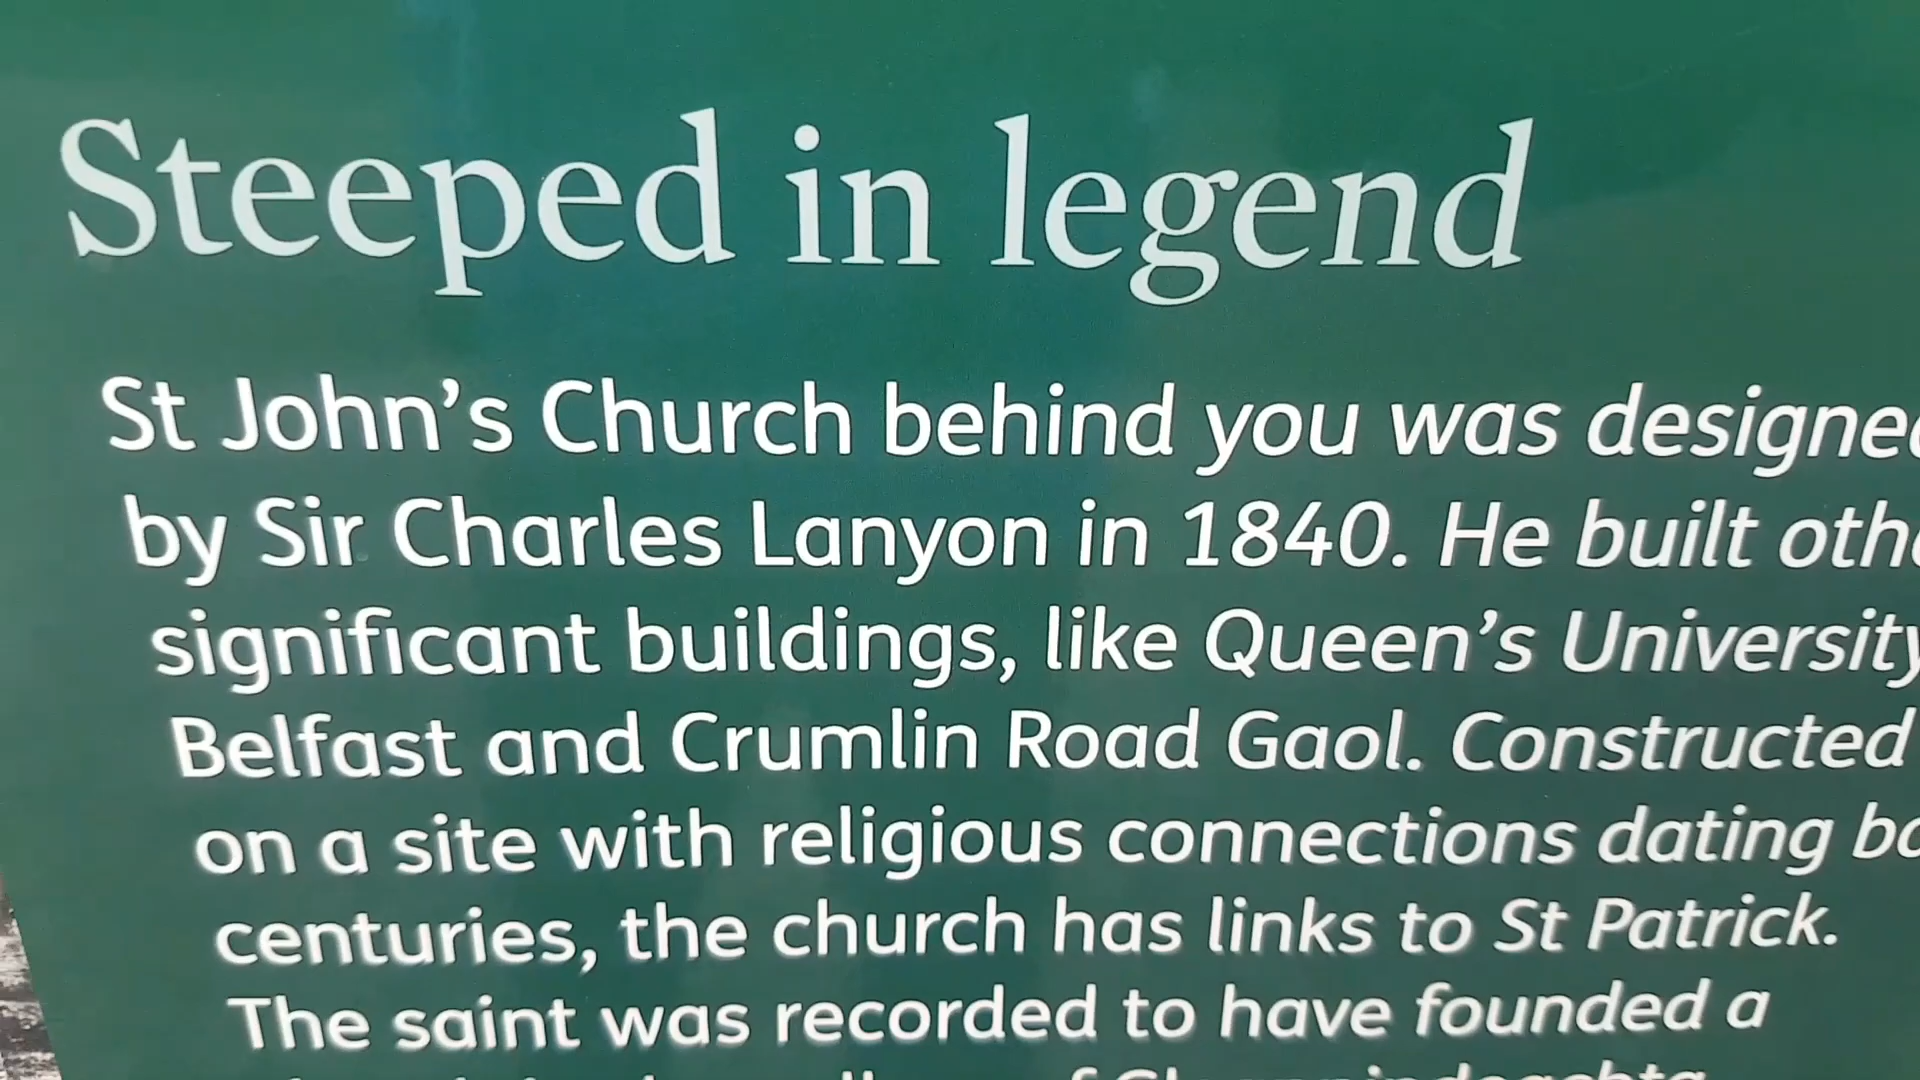 Steeped in legend
St John's Church behind you was designed
by Sir Charles Lanyon in 1840. He built
significant buildings, like Queen's University
Belfast and Crumlin Road Gaol. Constructed
on a site with religious connections dating
centuries, the church has links to St Patrick.
The saint was recorded to have founded a